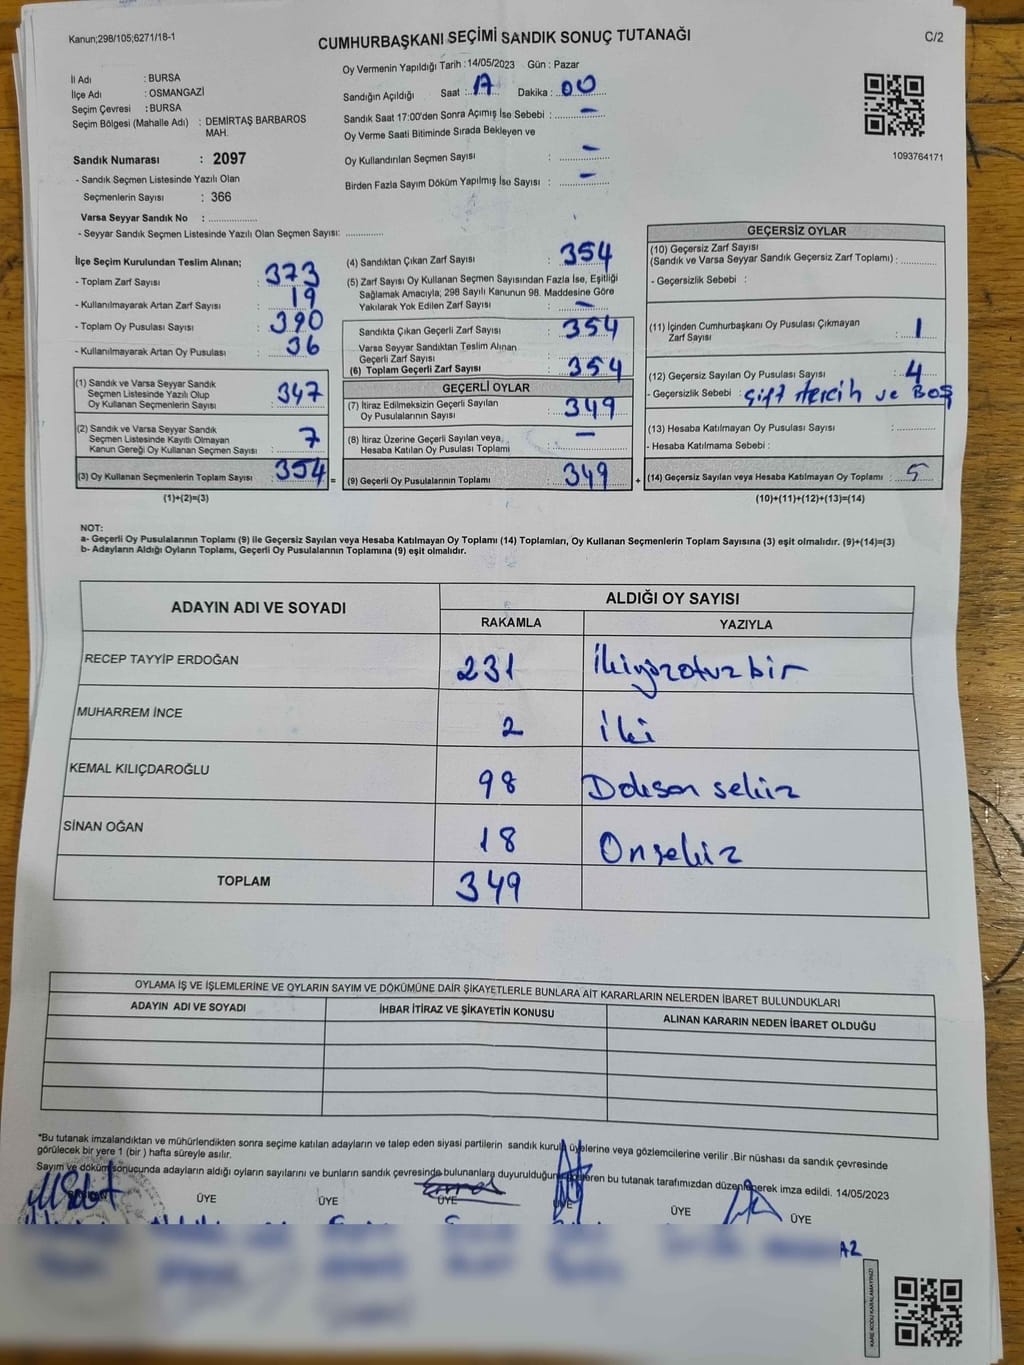 Kanun;298/105;6271/18-1
CUMHURBAŞKANI SEÇİMİ SANDIK SONUÇ TUTANAĞI
C/2
İl Adı : BURSA
İlçe Adı : OSMANGAZİ
Seçim Çevresi : BURSA
Seçim Bölgesi (Mahalle Adı) : DEMİRTAŞ BARBAROS
MAH.
Sandık Numarası : 2097
- Sandık Seçmen Listesinde Yazılı Olan
Seçmenlerin Sayısı : 366
Varsa Seyyar Sandık No : ..............
- Seyyar Sandık Seçmen Listesinde Yazılı Olan Seçmen Sayısı: ............
Oy Vermenin Yapıldığı Tarih : 14/05/2023 Gün : Pazar
Sandığın Açıldığı Saat : 17 Dakika : 00
Sandık Saat 17:00'den Sonra Açımış İse Sebebi : -
Oy Verme Saati Bitiminde Sırada Bekleyen ve
Oy Kullandırılan Seçmen Sayısı : -
Birden Fazla Sayım Döküm Yapılmış İse Sayısı : -
1093764171
İlçe Seçim Kurulundan Teslim Alınan;
- Toplam Zarf Sayısı : 373
- Kullanılmayarak Artan Zarf Sayısı : 19
- Toplam Oy Pusulası Sayısı : 390
- Kullanılmayarak Artan Oy Pusulası : 36
(1) Sandık ve Varsa Seyyar Sandık
Seçmen Listesinde Yazılı Olup
Oy Kullanan Seçmenlerin Sayısı : 347
(2) Sandık ve Varsa Seyyar Sandık
Seçmen Listesinde Kayıtlı Olmayan
Kanun Gereği Oy Kullanan Seçmen Sayısı : 7
(3) Oy Kullanan Seçmenlerin Toplam Sayısı : 354 =
(1)+(2)=(3)
(4) Sandıktan Çıkan Zarf Sayısı : 354
(5) Zarf Sayısı Oy Kullanan Seçmen Sayısından Fazla İse, Eşitliği
Sağlamak Amacıyla; 298 Sayılı Kanunun 98. Maddesine Göre
Yakılarak Yok Edilen Zarf Sayısı : -
Sandıkta Çıkan Geçerli Zarf Sayısı : 354
Varsa Seyyar Sandıktan Teslim Alınan
Geçerli Zarf Sayısı :
(6) Toplam Geçerli Zarf Sayısı : 354
GEÇERLİ OYLAR
(7) İtiraz Edilmeksizin Geçerli Sayılan
Oy Pusulalarının Sayısı : 349
(8) İtiraz Üzerine Geçerli Sayılan veya
Hesaba Katılan Oy Pusulası Toplamı : -
(9) Geçerli Oy Pusulalarının Toplamı : 349 +
GEÇERSİZ OYLAR
(10) Geçersiz Zarf Sayısı
(Sandık ve Varsa Seyyar Sandık Geçersiz Zarf Toplamı) : ............
- Geçersizlik Sebebi :
(11) İçinden Cumhurbaşkanı Oy Pusulası Çıkmayan
Zarf Sayısı : 1
(12) Geçersiz Sayılan Oy Pusulası Sayısı : 4
- Geçersizlik Sebebi : Çift tercih ve Boş
(13) Hesaba Katılmayan Oy Pusulası Sayısı : ............
- Hesaba Katılmama Sebebi :
(14) Geçersiz Sayılan veya Hesaba Katılmayan Oy Toplamı : 5
(10)+(11)+(12)+(13)=(14)
NOT:
a- Geçerli Oy Pusulalarının Toplamı (9) ile Geçersiz Sayılan veya Hesaba Katılmayan Oy Toplamı (14) Toplamları, Oy Kullanan Seçmenlerin Toplam Sayısına (3) eşit olmalıdır. (9)+(14)=(3)
b- Adayların Aldığı Oyların Toplamı, Geçerli Oy Pusulalarının Toplamına (9) eşit olmalıdır.
ADAYIN ADI VE SOYADI
ALDIĞI OY SAYISI
RAKAMLA YAZIYLA
RECEP TAYYİP ERDOĞAN 231 İkiyüzotuzbir
MUHARREM İNCE 2 iki
KEMAL KILIÇDAROĞLU 98 Doksan sekiz
SİNAN OĞAN 18 Onsekiz
TOPLAM 349
OYLAMA İŞ VE İŞLEMLERİNE VE OYLARIN SAYIM VE DÖKÜMÜNE DAİR ŞİKAYETLERLE BUNLARA AİT KARARLARIN NELERDEN İBARET BULUNDUKLARI
ADAYIN ADI VE SOYADI İHBAR İTİRAZ VE ŞİKAYETİN KONUSU ALINAN KARARIN NEDEN İBARET OLDUĞU
"Bu tutanak imzalandıktan ve mühürlendikten sonra seçime katılan adayların ve talep eden siyasi partilerin sandık kurulu üyelerine veya gözlemcilerine verilir .Bir nüshası da sandık çevresinde
görülecek bir yere 1 (bir ) hafta süreyle asılır.
Sayım ve döküm sonucunda adayların aldığı oyların sayılarını ve bunların sandık çevresinde bulunanlara duyurulduğunu gösteren bu tutanak tarafımızdan düzenlenerek imza edildi. 14/05/2023
ÜYE ÜYE ÜYE ÜYE ÜYE ÜYE
AZ
KARE KODU KARALAMAYINIZ!